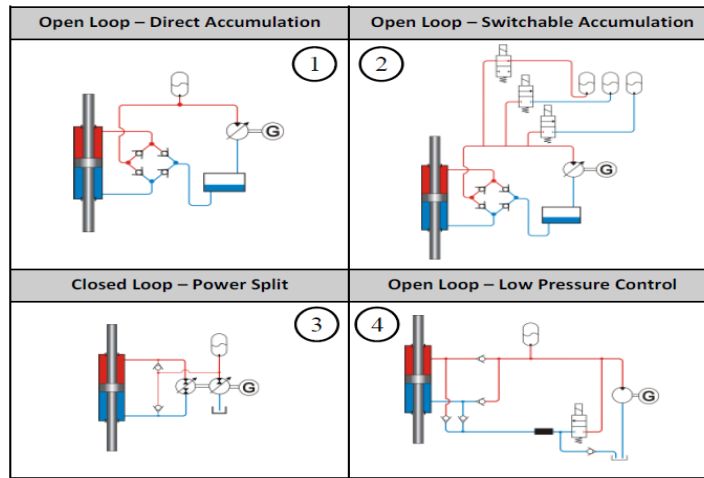 Open Loop – Direct Accumulation
Open Loop – Switchable Accumulation
1
2
G
G
Closed Loop – Power Split
Open Loop – Low Pressure Control
3
4
G
G